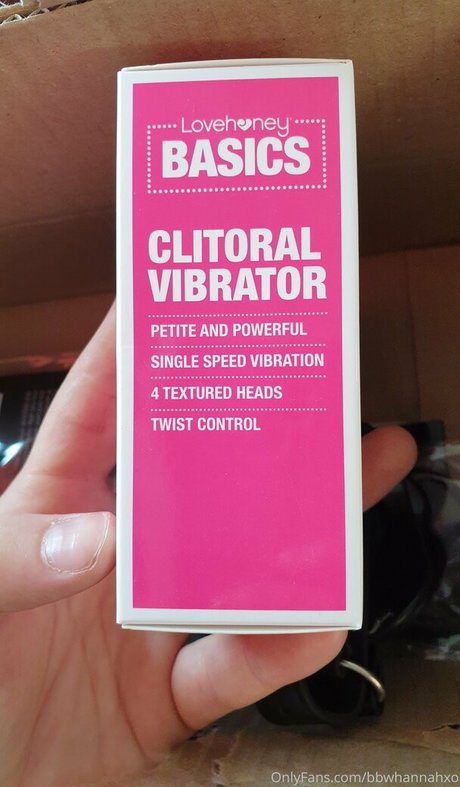 Lovehoney
BASICS
CLITORAL
VIBRATOR
PETITE AND POWERFUL
SINGLE SPEED VIBRATION
4 TEXTURED HEADS
TWIST CONTROL
OnlyFans.com/bbwhannahxo